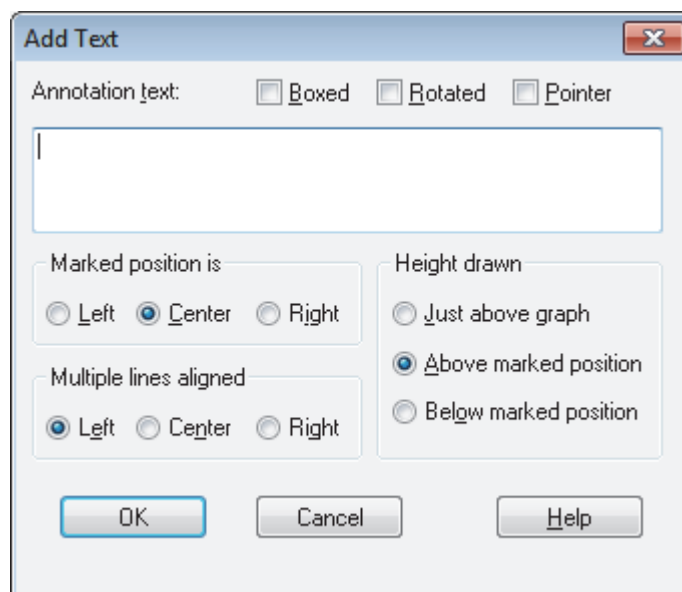 Add Text
Annotation text: Boxed Rotated Pointer
Marked position is
Left Center Right
Multiple lines aligned
Left Center Right
Height drawn
Just above graph
Above marked position
Below marked position
OK Cancel Help